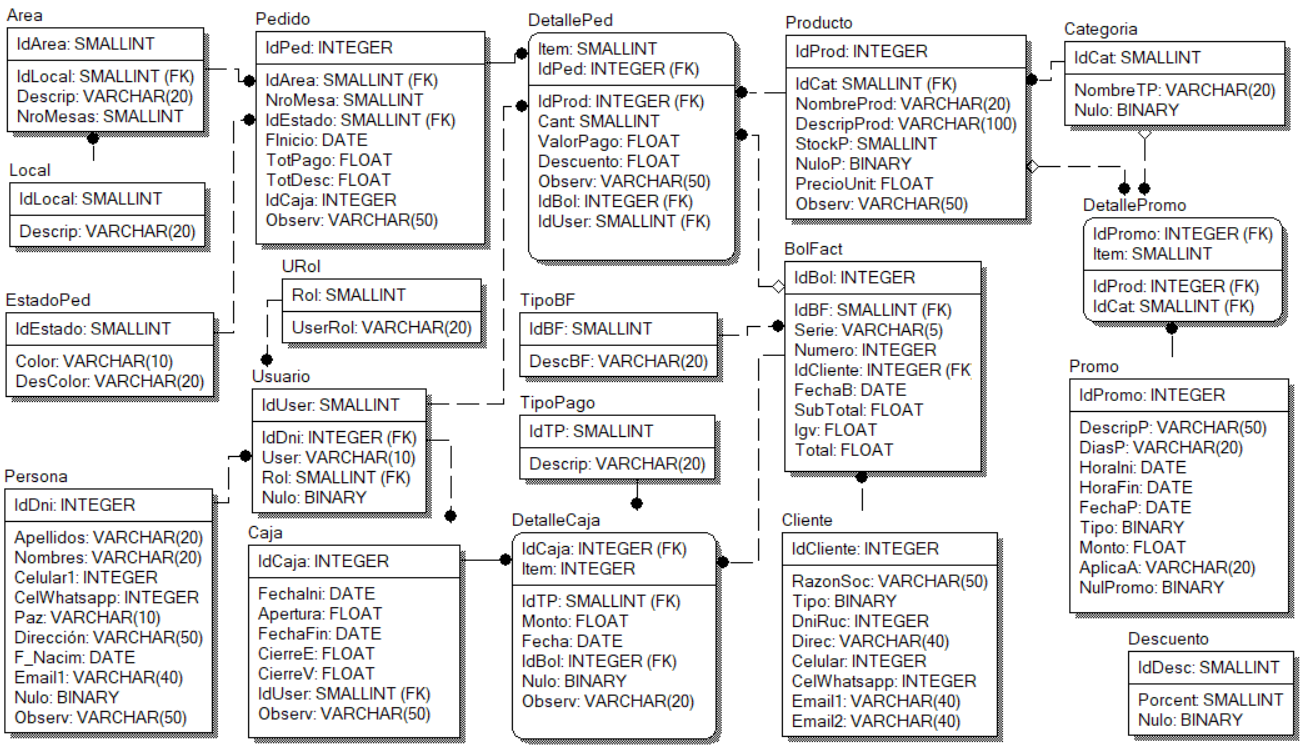 Area
IdArea: SMALLINT
IdLocal: SMALLINT (FK)
Descrip: VARCHAR(20)
NroMesas: SMALLINT
Local
IdLocal: SMALLINT
Descrip: VARCHAR(20)
EstadoPed
IdEstado: SMALLINT
Color: VARCHAR(10)
DesColor: VARCHAR(20)
Persona
IdDni: INTEGER
Apellidos: VARCHAR(20)
Nombres: VARCHAR(20)
Celular1: INTEGER
CelWhatsapp: INTEGER
Paz: VARCHAR(10)
Dirección: VARCHAR(50)
F_Nacim: DATE
Email1: VARCHAR(40)
Nulo: BINARY
Observ: VARCHAR(50)
Pedido
IdPed: INTEGER
IdArea: SMALLINT (FK)
NroMesa: SMALLINT
IdEstado: SMALLINT (FK)
FInicio: DATE
TotPago: FLOAT
TotDesc: FLOAT
IdCaja: INTEGER
Observ: VARCHAR(50)
URol
Rol: SMALLINT
UserRol: VARCHAR(20)
Usuario
IdUser: SMALLINT
IdDni: INTEGER (FK)
User: VARCHAR(10)
Rol: SMALLINT (FK)
Nulo: BINARY
Caja
IdCaja: INTEGER
FechaIni: DATE
Apertura: FLOAT
FechaFin: DATE
CierreE: FLOAT
CierreV: FLOAT
IdUser: SMALLINT (FK)
Observ: VARCHAR(50)
DetallePed
Item: SMALLINT
IdPed: INTEGER (FK)
IdProd: INTEGER (FK)
Cant: SMALLINT
ValorPago: FLOAT
Descuento: FLOAT
Observ: VARCHAR(50)
IdBol: INTEGER (FK)
IdUser: SMALLINT (FK)
TipoBF
IdBF: SMALLINT
DescBF: VARCHAR(20)
TipoPago
IdTP: SMALLINT
Descrip: VARCHAR(20)
DetalleCaja
IdCaja: INTEGER (FK)
Item: INTEGER
IdTP: SMALLINT (FK)
Monto: FLOAT
Fecha: DATE
IdBol: INTEGER (FK)
Nulo: BINARY
Observ: VARCHAR(20)
Producto
IdProd: INTEGER
IdCat: SMALLINT (FK)
NombreProd: VARCHAR(20)
DescripProd: VARCHAR(100)
StockP: SMALLINT
NuloP: BINARY
PrecioUnit: FLOAT
Observ: VARCHAR(50)
BolFact
IdBol: INTEGER
IdBF: SMALLINT (FK)
Serie: VARCHAR(5)
Numero: INTEGER
IdCliente: INTEGER (FK
FechaB: DATE
SubTotal: FLOAT
Igv: FLOAT
Total: FLOAT
Cliente
IdCliente: INTEGER
RazonSoc: VARCHAR(50)
Tipo: BINARY
DniRuc: INTEGER
Direc: VARCHAR(40)
Celular: INTEGER
CelWhatsapp: INTEGER
Email1: VARCHAR(40)
Email2: VARCHAR(40)
Categoria
IdCat: SMALLINT
NombreTP: VARCHAR(20)
Nulo: BINARY
DetallePromo
IdPromo: INTEGER (FK)
Item: SMALLINT
IdProd: INTEGER (FK)
IdCat: SMALLINT (FK)
Promo
IdPromo: INTEGER
DescripP: VARCHAR(50)
DiasP: VARCHAR(20)
HoraIni: DATE
HoraFin: DATE
FechaP: DATE
Tipo: BINARY
Monto: FLOAT
AplicaA: VARCHAR(20)
NulPromo: BINARY
Descuento
IdDesc: SMALLINT
Porcent: SMALLINT
Nulo: BINARY